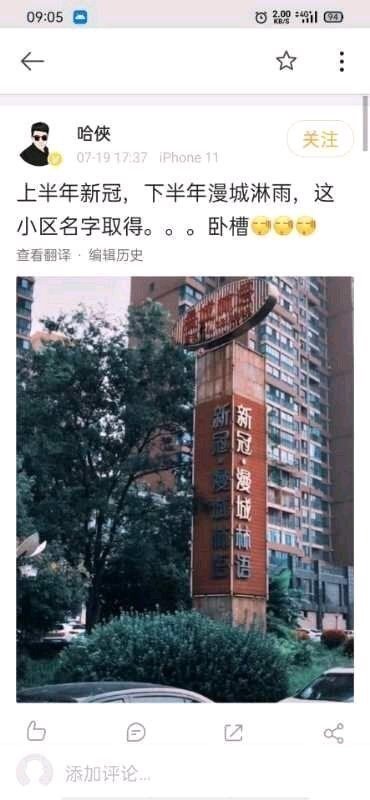 09:05
2.00 KB/S 4G 94
哈俠
关注
07-19 17:37 iPhone 11
上半年新冠，下半年漫城淋雨，这
小区名字取得。。。卧槽
查看翻译 · 编辑历史
新冠·漫城林语
新冠·漫城林语
添加评论...